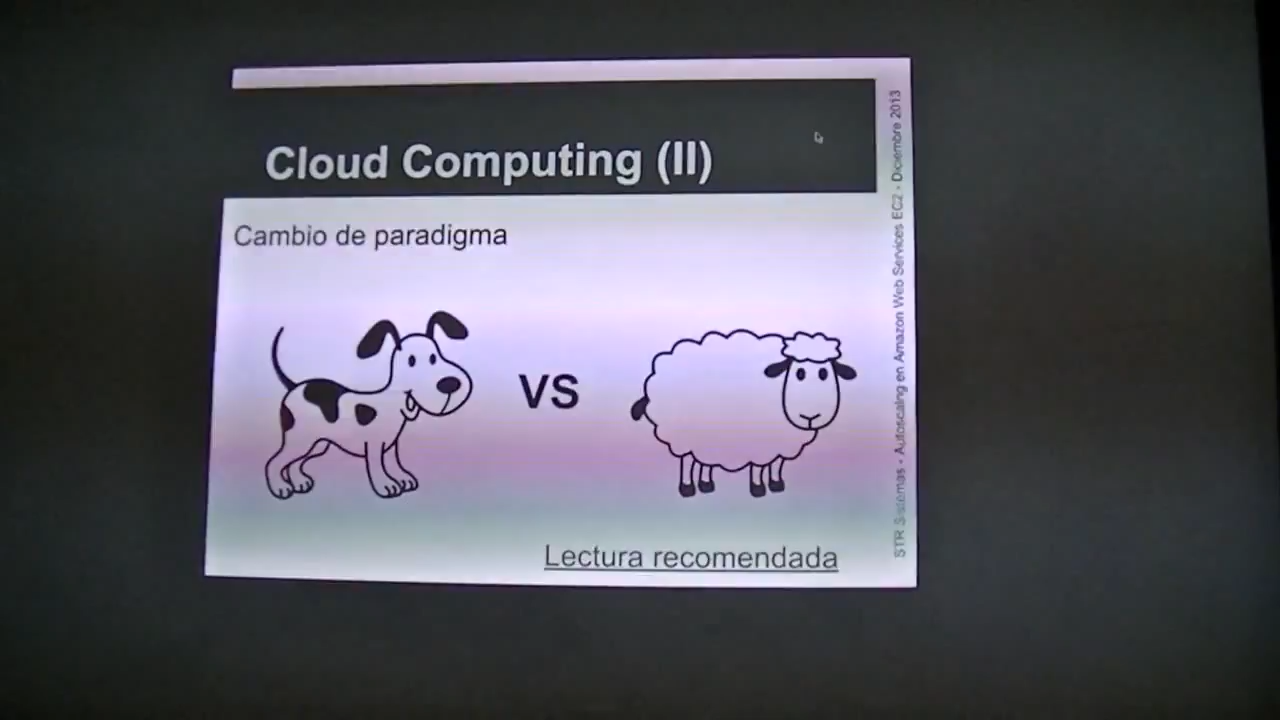 Cloud Computing (II)
Cambio de paradigma
VS
Lectura recomendada
STR Sistemas - Autoscaling en Amazon Web Services EC2 - Diciembre 2013